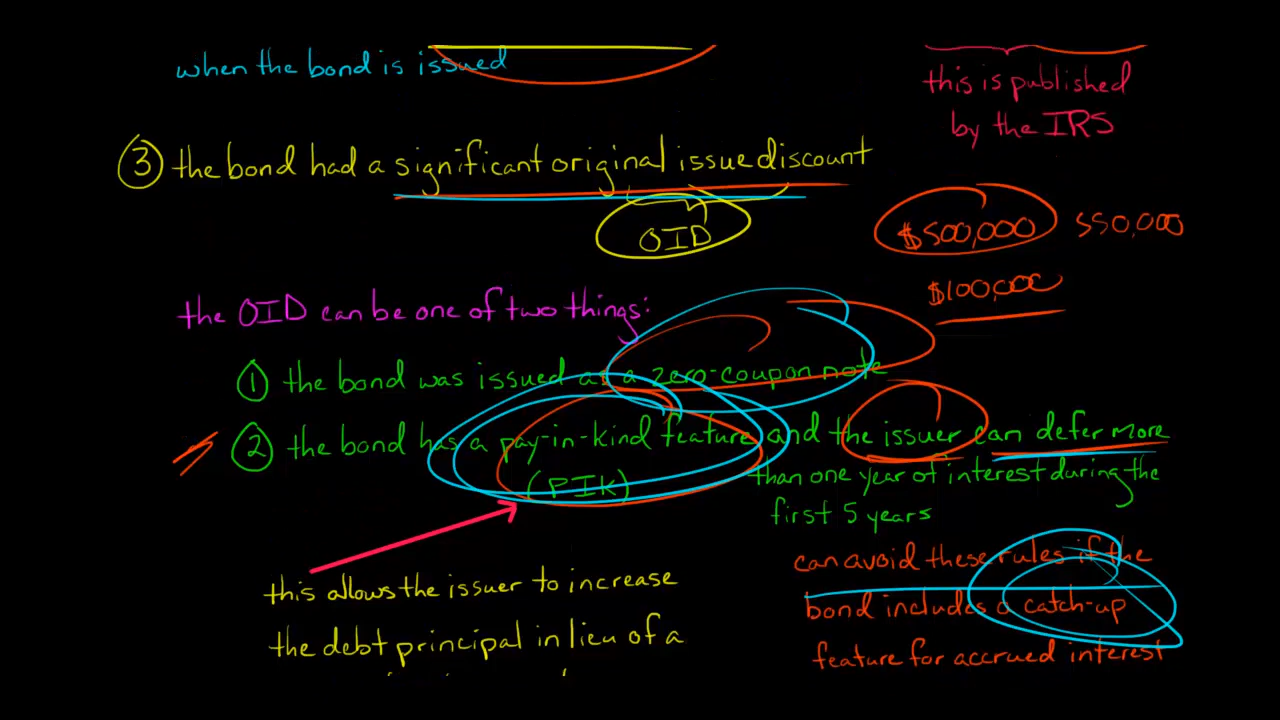 when the bond is issued
this is published
by the IRS
③ the bond had a significant original issue discount
OID
$500,000 $50,000
$100,000
the OID can be one of two things:
① the bond was issued as a zero-coupon note
② the bond has a pay-in-kind feature and the issuer can defer more
(PIK)
than one year of interest during the
first 5 years
can avoid these rules if the
bond includes a catch-up
feature for accrued interest
this allows the issuer to increase
the debt principal in lieu of a